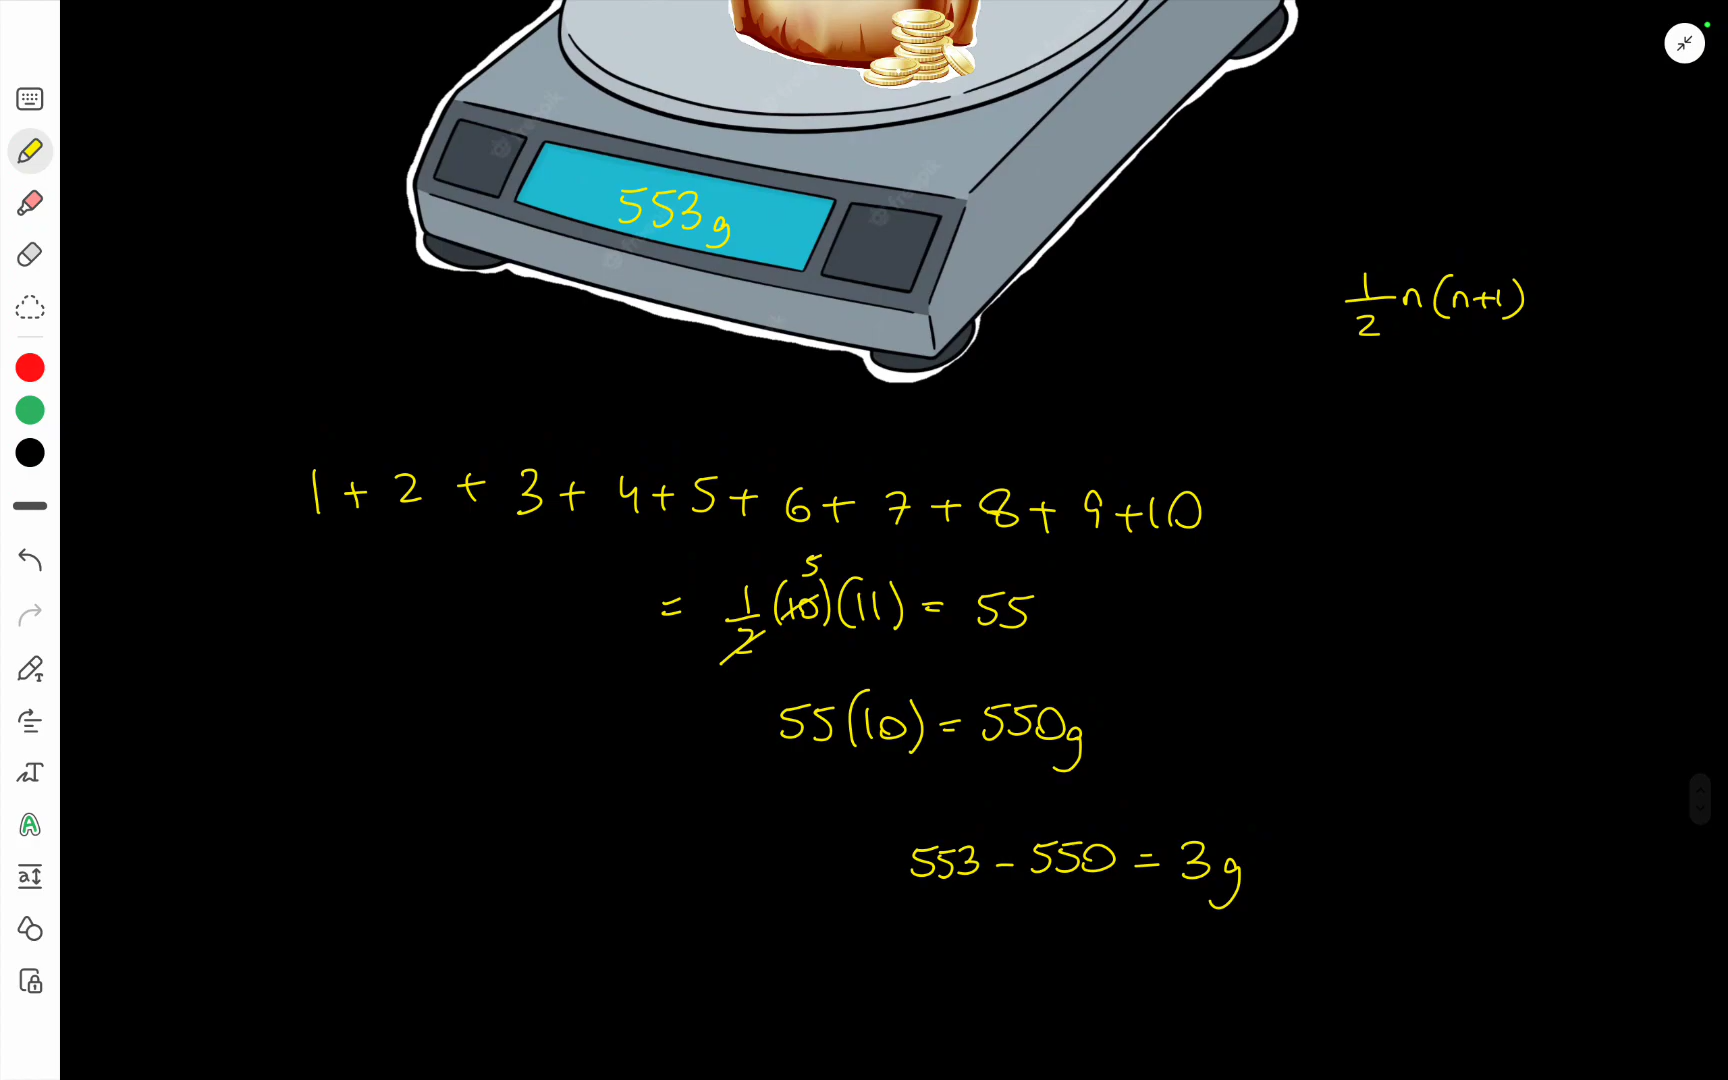 553g
1/2 n(n+1)
1 + 2 + 3 + 4 + 5 + 6 + 7 + 8 + 9 + 10
5
= 1/2 (10)(11) = 55
55(10) = 550g
553 - 550 = 3g